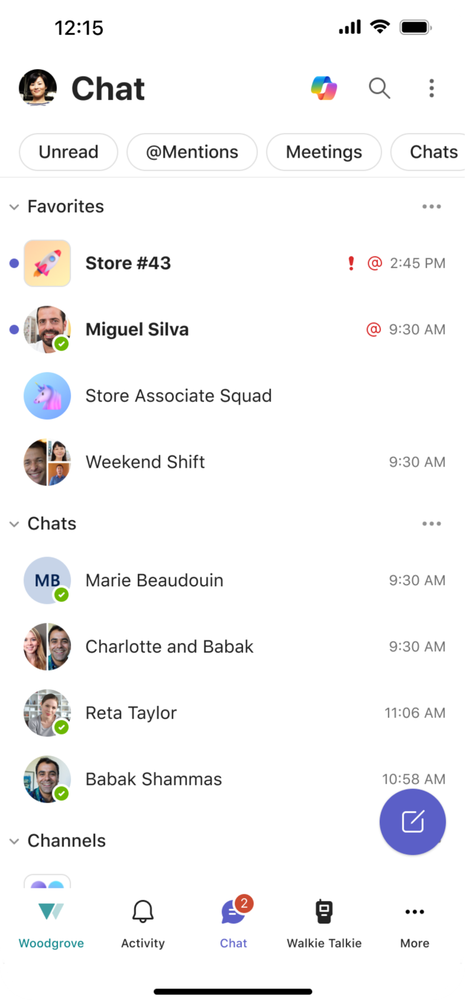 12:15
Chat
Unread @Mentions Meetings Chats
Favorites
Store #43 ! @ 2:45 PM
Miguel Silva @ 9:30 AM
Store Associate Squad
Weekend Shift 9:30 AM
Chats
MB Marie Beaudouin 9:30 AM
Charlotte and Babak 9:30 AM
Reta Taylor 11:06 AM
Babak Shammas 10:58 AM
Channels
2
Woodgrove Activity Chat Walkie Talkie More